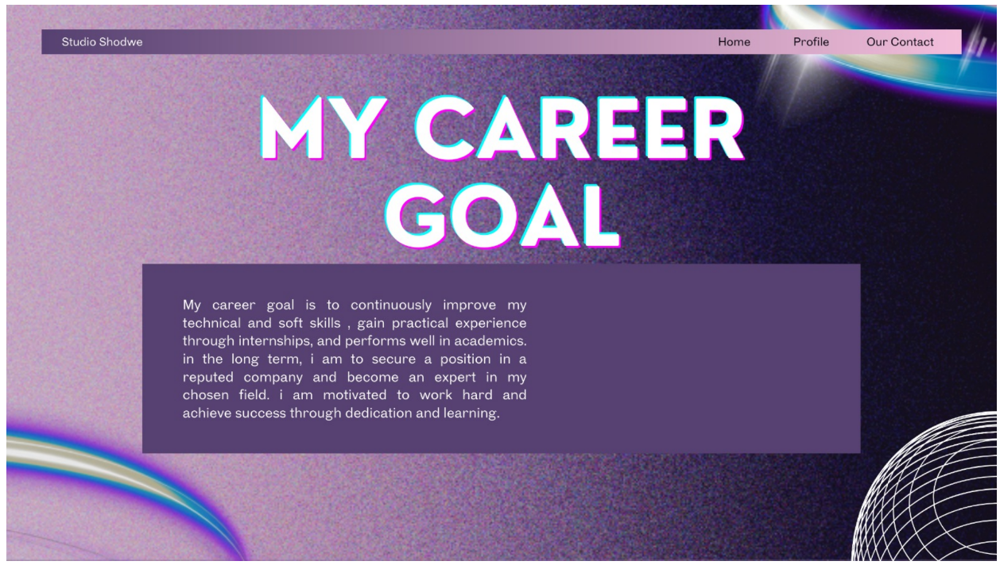 Studio Shodwe Home Profile Our Contact
MY CAREER
GOAL
My career goal is to continuously improve my
technical and soft skills , gain practical experience
through internships, and performs well in academics.
in the long term, i am to secure a position in a
reputed company and become an expert in my
chosen field. i am motivated to work hard and
achieve success through dedication and learning.